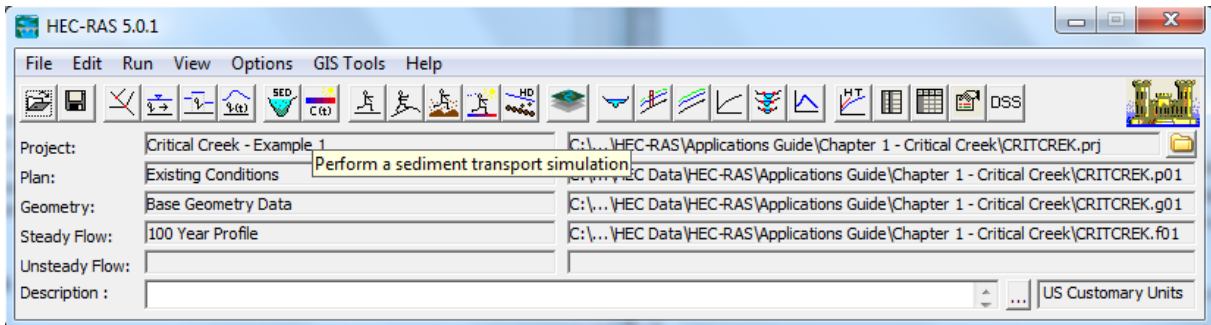 HEC-RAS 5.0.1
File Edit Run View Options GIS Tools Help
SED C(t) HD HT DSS
Project: Critical Creek - Example 1 C:\...\HEC-RAS\Applications Guide\Chapter 1 - Critical Creek\CRITCREK.prj
Perform a sediment transport simulation
Plan: Existing Conditions HEC Data\HEC-RAS\Applications Guide\Chapter 1 - Critical Creek\CRITCREK.p01
Geometry: Base Geometry Data C:\...\HEC Data\HEC-RAS\Applications Guide\Chapter 1 - Critical Creek\CRITCREK.g01
Steady Flow: 100 Year Profile C:\...\HEC Data\HEC-RAS\Applications Guide\Chapter 1 - Critical Creek\CRITCREK.f01
Unsteady Flow:
Description : ... US Customary Units